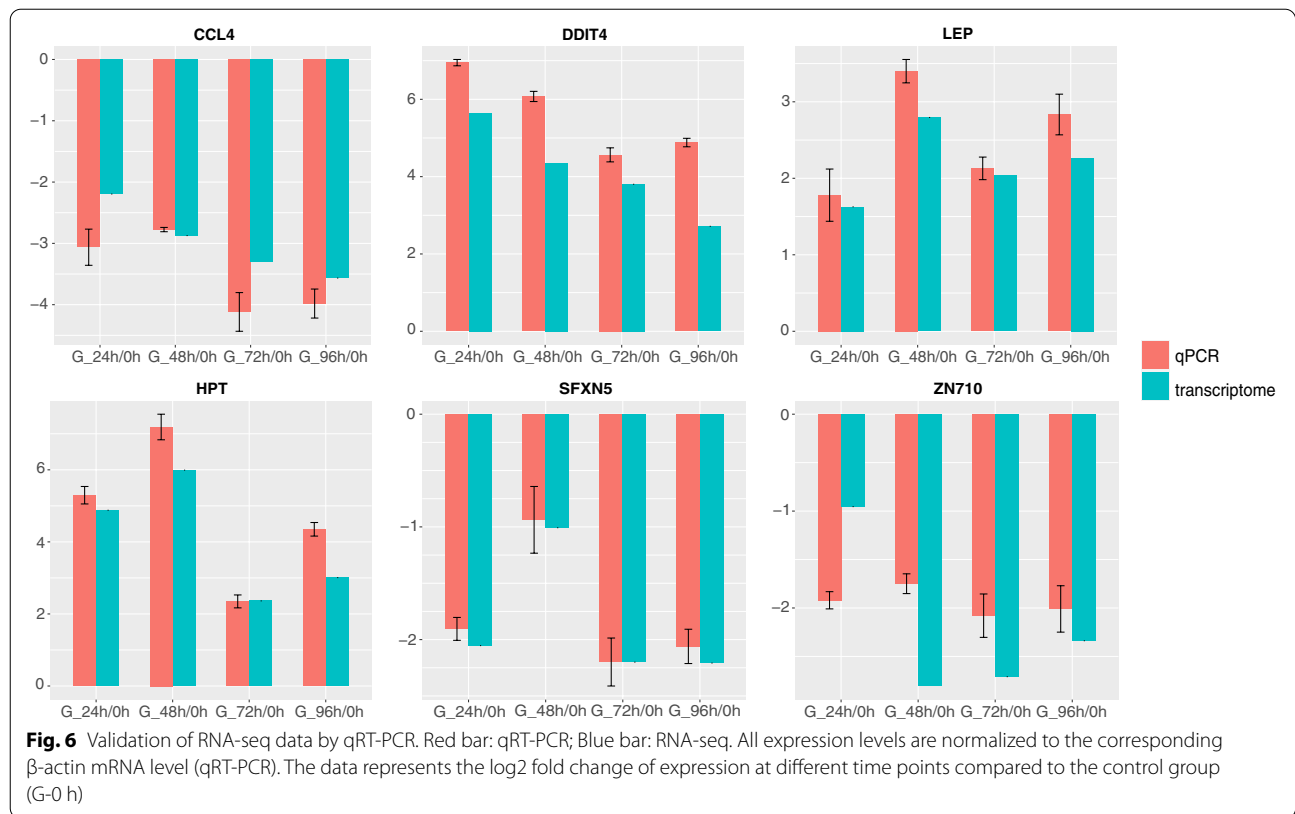 CCL4
DDIT4
LEP
0
−1
−2
−3
−4
6
4
2
0
3
2
1
0
G_24h/0h G_48h/0h G_72h/0h G_96h/0h
G_24h/0h G_48h/0h G_72h/0h G_96h/0h
G_24h/0h G_48h/0h G_72h/0h G_96h/0h
qPCR
transcriptome
HPT
SFXN5
ZN710
6
4
2
0
0
−1
−2
0
−1
−2
G_24h/0h G_48h/0h G_72h/0h G_96h/0h
G_24h/0h G_48h/0h G_72h/0h G_96h/0h
G_24h/0h G_48h/0h G_72h/0h G_96h/0h
Fig. 6 Validation of RNA-seq data by qRT-PCR. Red bar: qRT-PCR; Blue bar: RNA-seq. All expression levels are normalized to the corresponding
β-actin mRNA level (qRT-PCR). The data represents the log2 fold change of expression at different time points compared to the control group
(G-0 h)